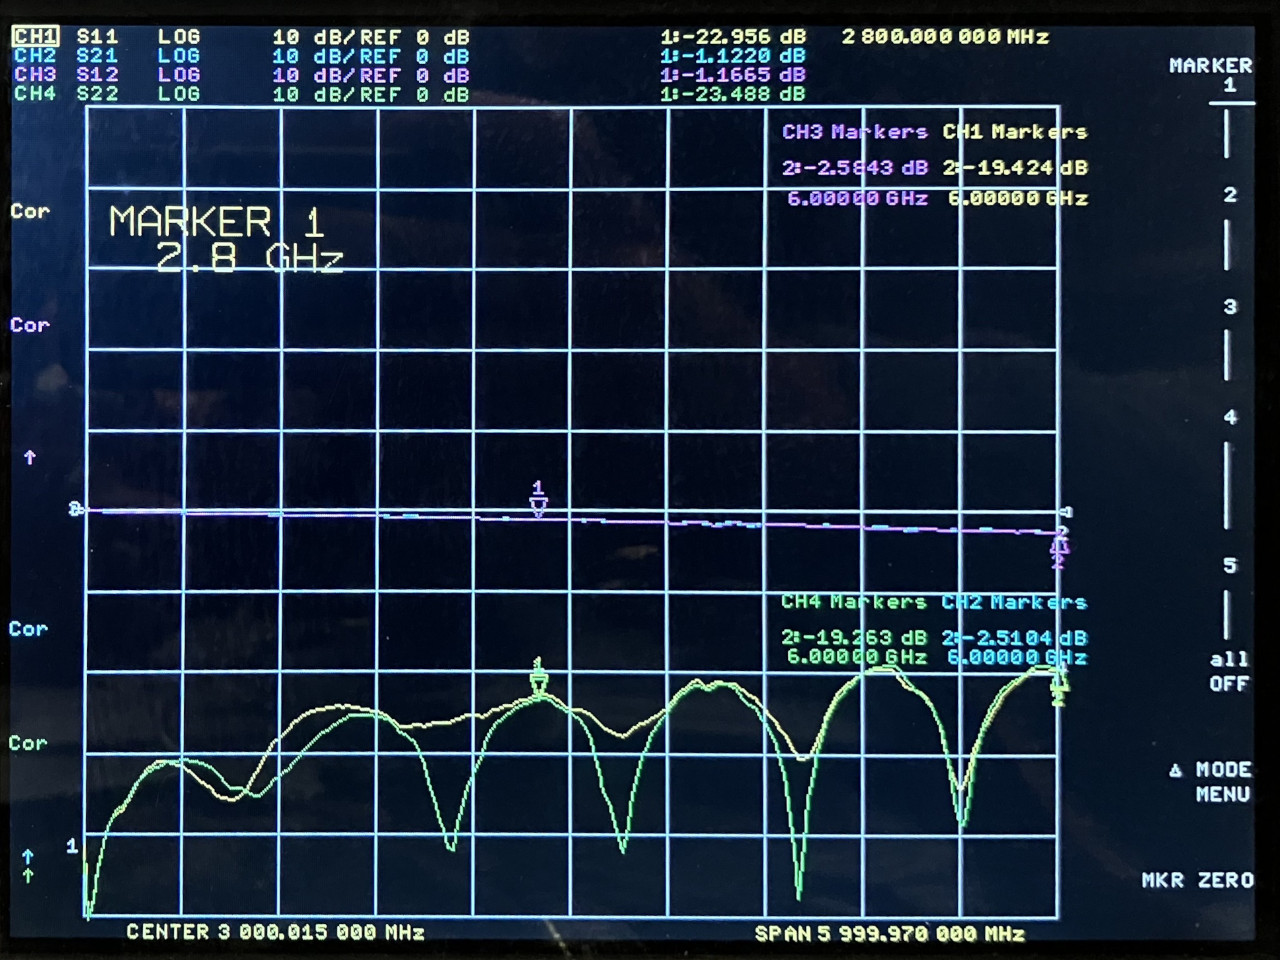 CH1 S11 LOG 10 dB/REF 0 dB 1:-22.956 dB 2 800.000 000 MHz
CH2 S21 LOG 10 dB/REF 0 dB 1:-1.1220 dB
CH3 S12 LOG 10 dB/REF 0 dB 1:-1.1665 dB
CH4 S22 LOG 10 dB/REF 0 dB 1:-23.488 dB
MARKER
1
CH3 Markers CH1 Markers
2:-2.5843 dB 2:-19.424 dB
6.00000 GHz 6.00000 GHz
2
Cor
MARKER 1
2.8 GHz
3
Cor
4
↑
1
2
5
CH4 Markers CH2 Markers
Cor
2:-19.263 dB 2:-2.5104 dB
6.00000 GHz 6.00000 GHz
all
OFF
Cor
Δ MODE
MENU
1
↑
↑
MKR ZERO
CENTER 3 000.015 000 MHz SPAN 5 999.970 000 MHz